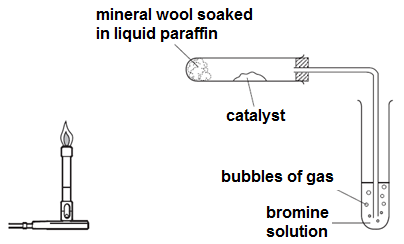 mineral wool soaked
in liquid paraffin
catalyst
bubbles of gas
bromine
solution